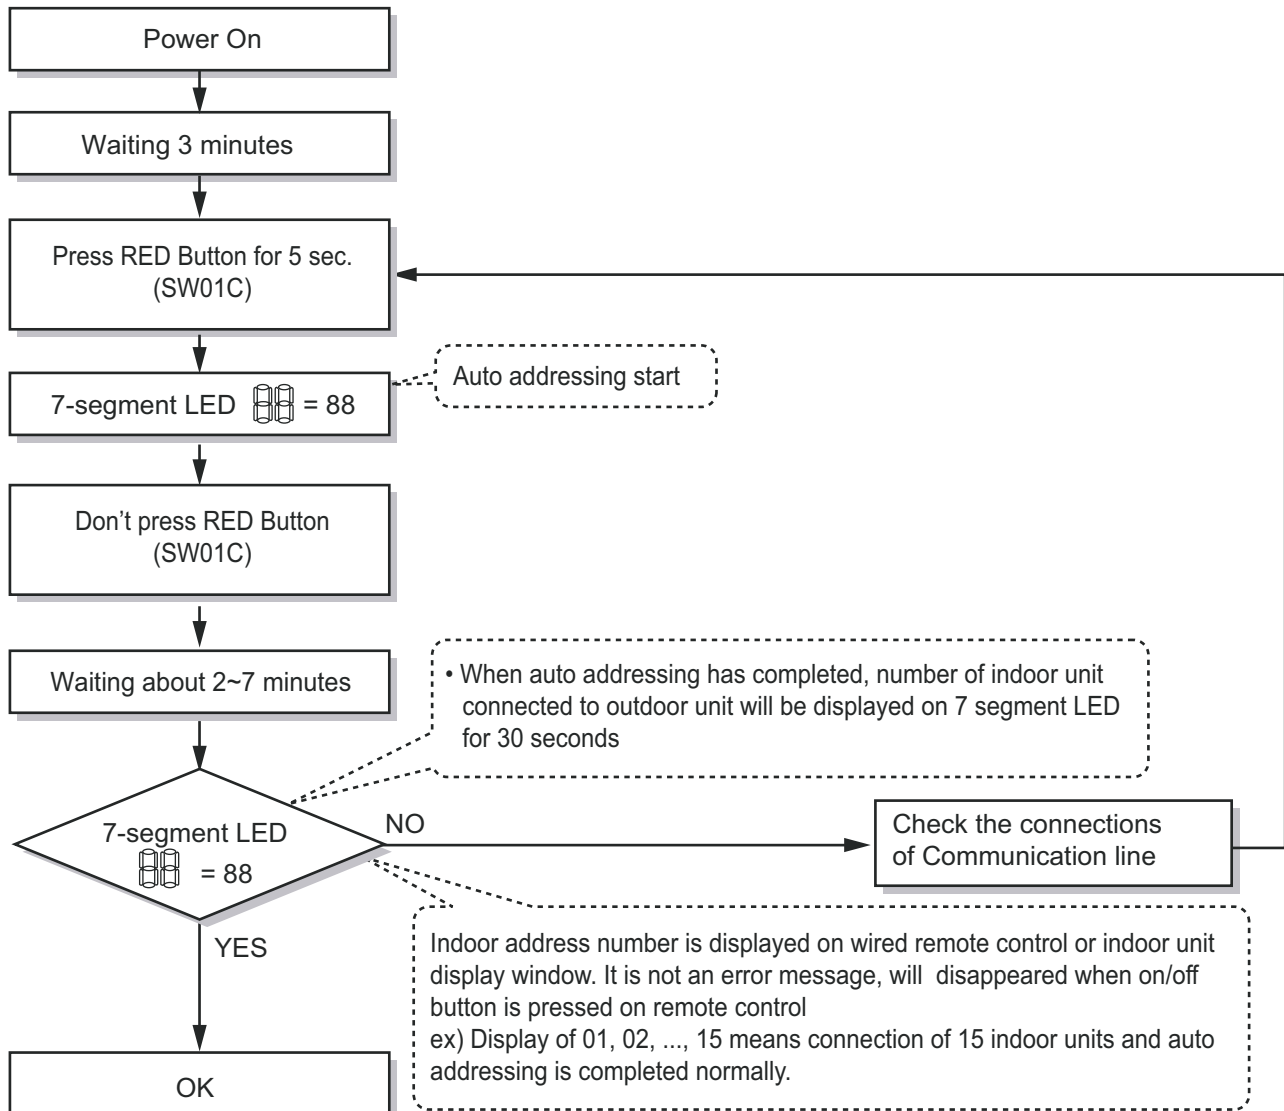 Power On
Waiting 3 minutes
Press RED Button for 5 sec.
(SW01C)
7-segment LED 88 = 88
Auto addressing start
Don’t press RED Button
(SW01C)
Waiting about 2~7 minutes
• When auto addressing has completed, number of indoor unit
connected to outdoor unit will be displayed on 7 segment LED
for 30 seconds
7-segment LED
88 = 88
NO
Check the connections
of Communication line
YES
Indoor address number is displayed on wired remote control or indoor unit
display window. It is not an error message, will disappeared when on/off
button is pressed on remote control
ex) Display of 01, 02, ..., 15 means connection of 15 indoor units and auto
addressing is completed normally.
OK